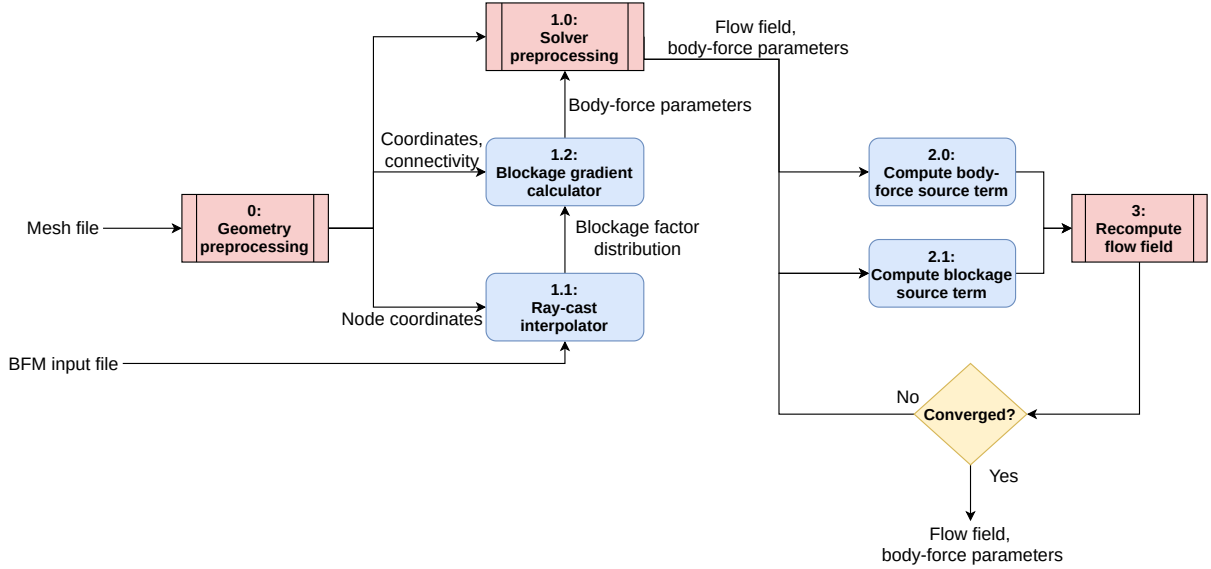 1.0:
Solver
preprocessing
Flow field,
body-force parameters
Body-force parameters
Coordinates,
connectivity
1.2:
Blockage gradient
calculator
2.0:
Compute body-
force source term
Mesh file
0:
Geometry
preprocessing
Blockage factor
distribution
3:
Recompute
flow field
2.1:
Compute blockage
source term
1.1:
Ray-cast
interpolator
Node coordinates
BFM input file
No
Converged?
Yes
Flow field,
body-force parameters